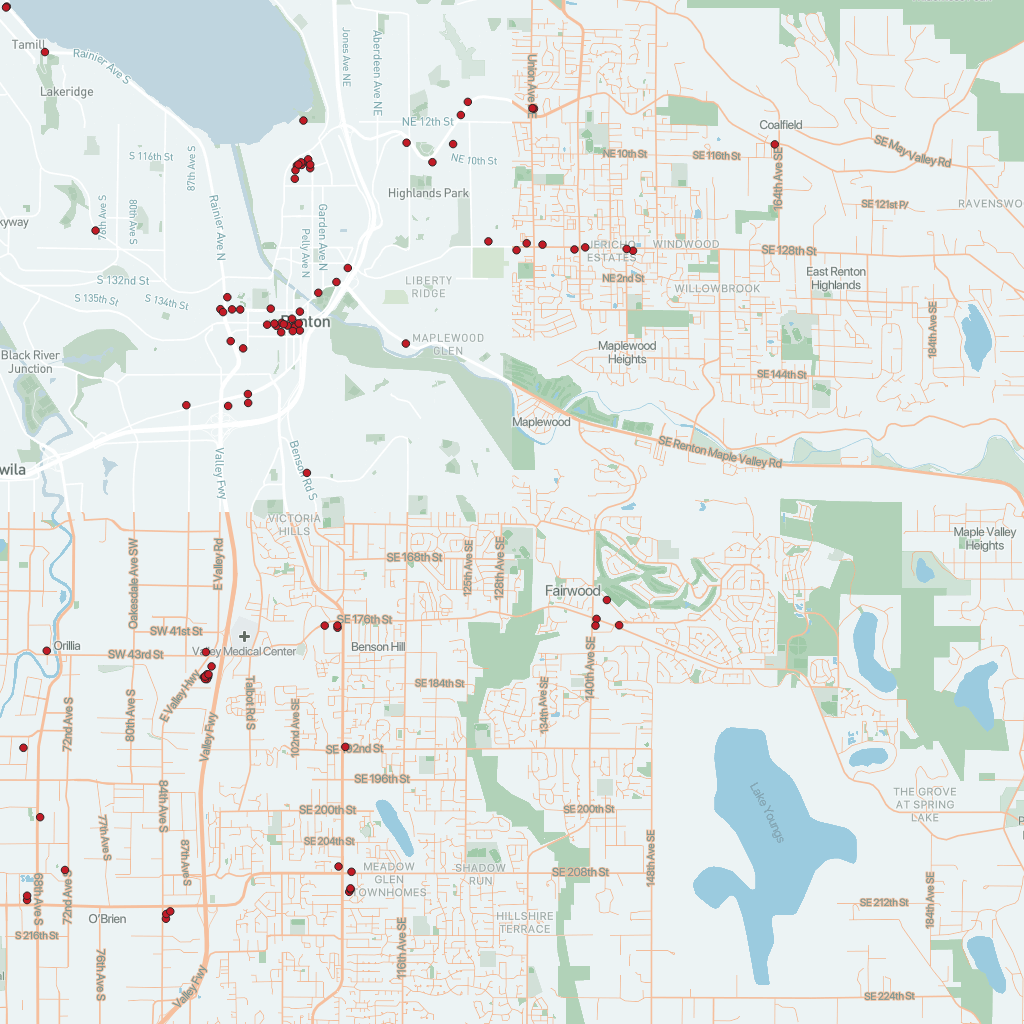 Tamill
Rainier Ave S
Lakeridge
Jones Ave NE
Aberdeen Ave NE
Union Ave NE
NE 12th St
NE 10th St
Highlands Park
S 116th St
87th Ave S
76th Ave S
80th Ave S
Rainier Ave N
Garden Ave N
Pelly Ave N
S 132nd St
S 135th St
S 134th St
LIBERTY
RIDGE
Renton
MAPLEWOOD
GLEN
Black River
Junction
Coalfield
NE 10th St
SE 116th St
SE May Valley Rd
164th Ave SE
SE 121st Pl
JERICHO
ESTATES
WINDWOOD
SE 128th St
NE 2nd St
WILLOWBROOK
East Renton
Highlands
184th Ave SE
Maplewood
Heights
SE 144th St
Maplewood
SE Renton Maple Valley Rd
Valley Fwy
Benson Rd S
VICTORIA
HILLS
Maple Valley
Heights
Oakesdale Ave SW
E Valley Rd
SE 168th St
125th Ave SE
128th Ave SE
Fairwood
SE 176th St
SW 41st St
Orillia
SW 43rd St
Valley Medical Center
Benson Hill
140th Ave SE
SE 184th St
E Valley Hwy
Talbot Rd S
72nd Ave S
80th Ave S
102nd Ave SE
134th Ave SE
Valley Fwy
SE 192nd St
SE 196th St
84th Ave S
SE 200th St
SE 200th St
Lake Youngs
THE GROVE
AT SPRING
LAKE
77th Ave S
87th Ave S
SE 204th St
148th Ave SE
MEADOW
GLEN
TOWNHOMES
SHADOW
RUN
SE 208th St
68th Ave S
72nd Ave S
184th Ave SE
O'Brien
SE 212th St
HILLSHIRE
TERRACE
S 216th St
116th Ave SE
76th Ave S
Valley Fwy
SE 224th St